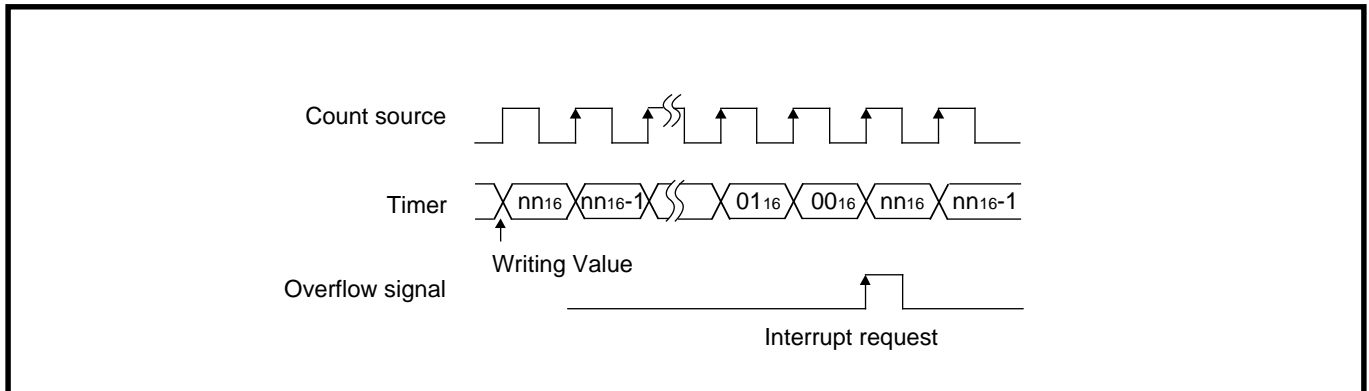 Count source
Timer
nn16 nn16-1 0116 0016 nn16 nn16-1
Writing Value
Overflow signal
Interrupt request